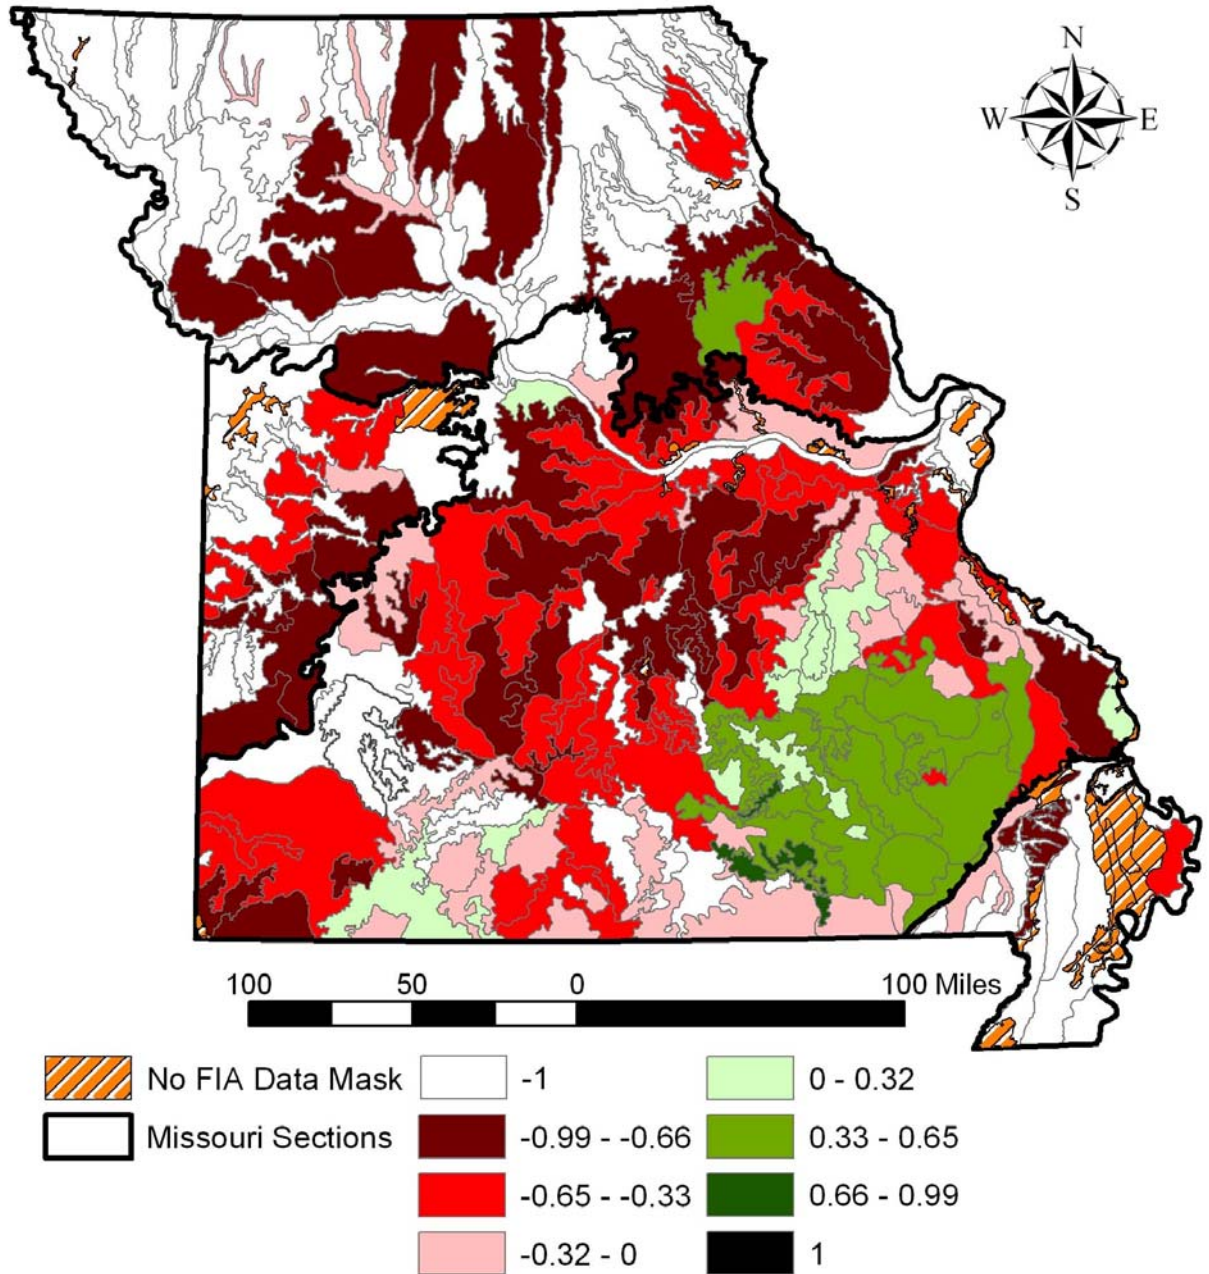 N
W E
S
100 50 0 100 Miles
No FIA Data Mask -1 0 - 0.32
Missouri Sections -0.99 - -0.66 0.33 - 0.65
-0.65 - -0.33 0.66 - 0.99
-0.32 - 0 1